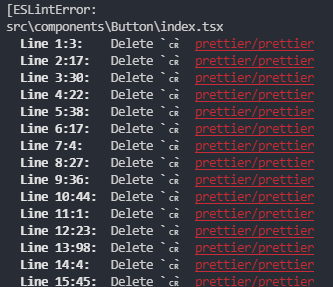 [ESLintError:
src\components\Button\index.tsx
Line 1:3: Delete `␍` prettier/prettier
Line 2:17: Delete `␍` prettier/prettier
Line 3:30: Delete `␍` prettier/prettier
Line 4:22: Delete `␍` prettier/prettier
Line 5:38: Delete `␍` prettier/prettier
Line 6:17: Delete `␍` prettier/prettier
Line 7:4: Delete `␍` prettier/prettier
Line 8:27: Delete `␍` prettier/prettier
Line 9:36: Delete `␍` prettier/prettier
Line 10:44: Delete `␍` prettier/prettier
Line 11:1: Delete `␍` prettier/prettier
Line 12:23: Delete `␍` prettier/prettier
Line 13:98: Delete `␍` prettier/prettier
Line 14:4: Delete `␍` prettier/prettier
Line 15:45: Delete `␍` prettier/prettier